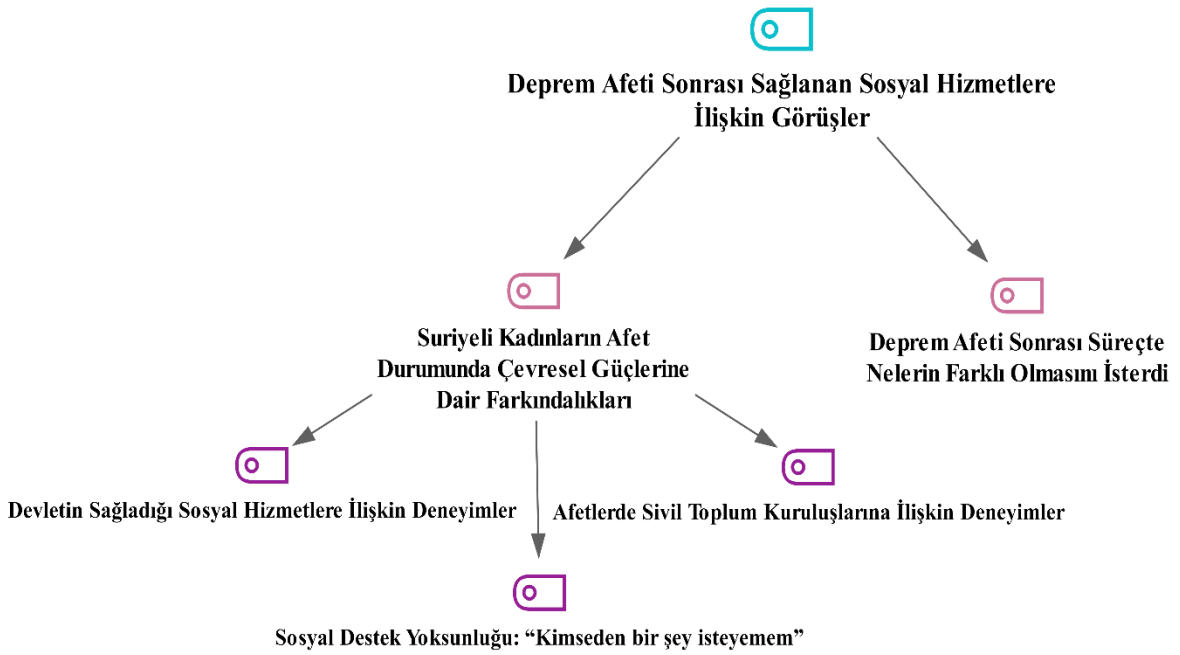 Deprem Afeti Sonrası Sağlanan Sosyal Hizmetlere
İlişkin Görüşler
Suriyeli Kadınların Afet
Durumunda Çevresel Güçlerine
Dair Farkındalıkları
Deprem Afeti Sonrası Süreçte
Nelerin Farklı Olmasını İsterdi
Devletin Sağladığı Sosyal Hizmetlere İlişkin Deneyimler
Afetlerde Sivil Toplum Kuruluşlarına İlişkin Deneyimler
Sosyal Destek Yoksunluğu: “Kimseden bir şey isteyemem”